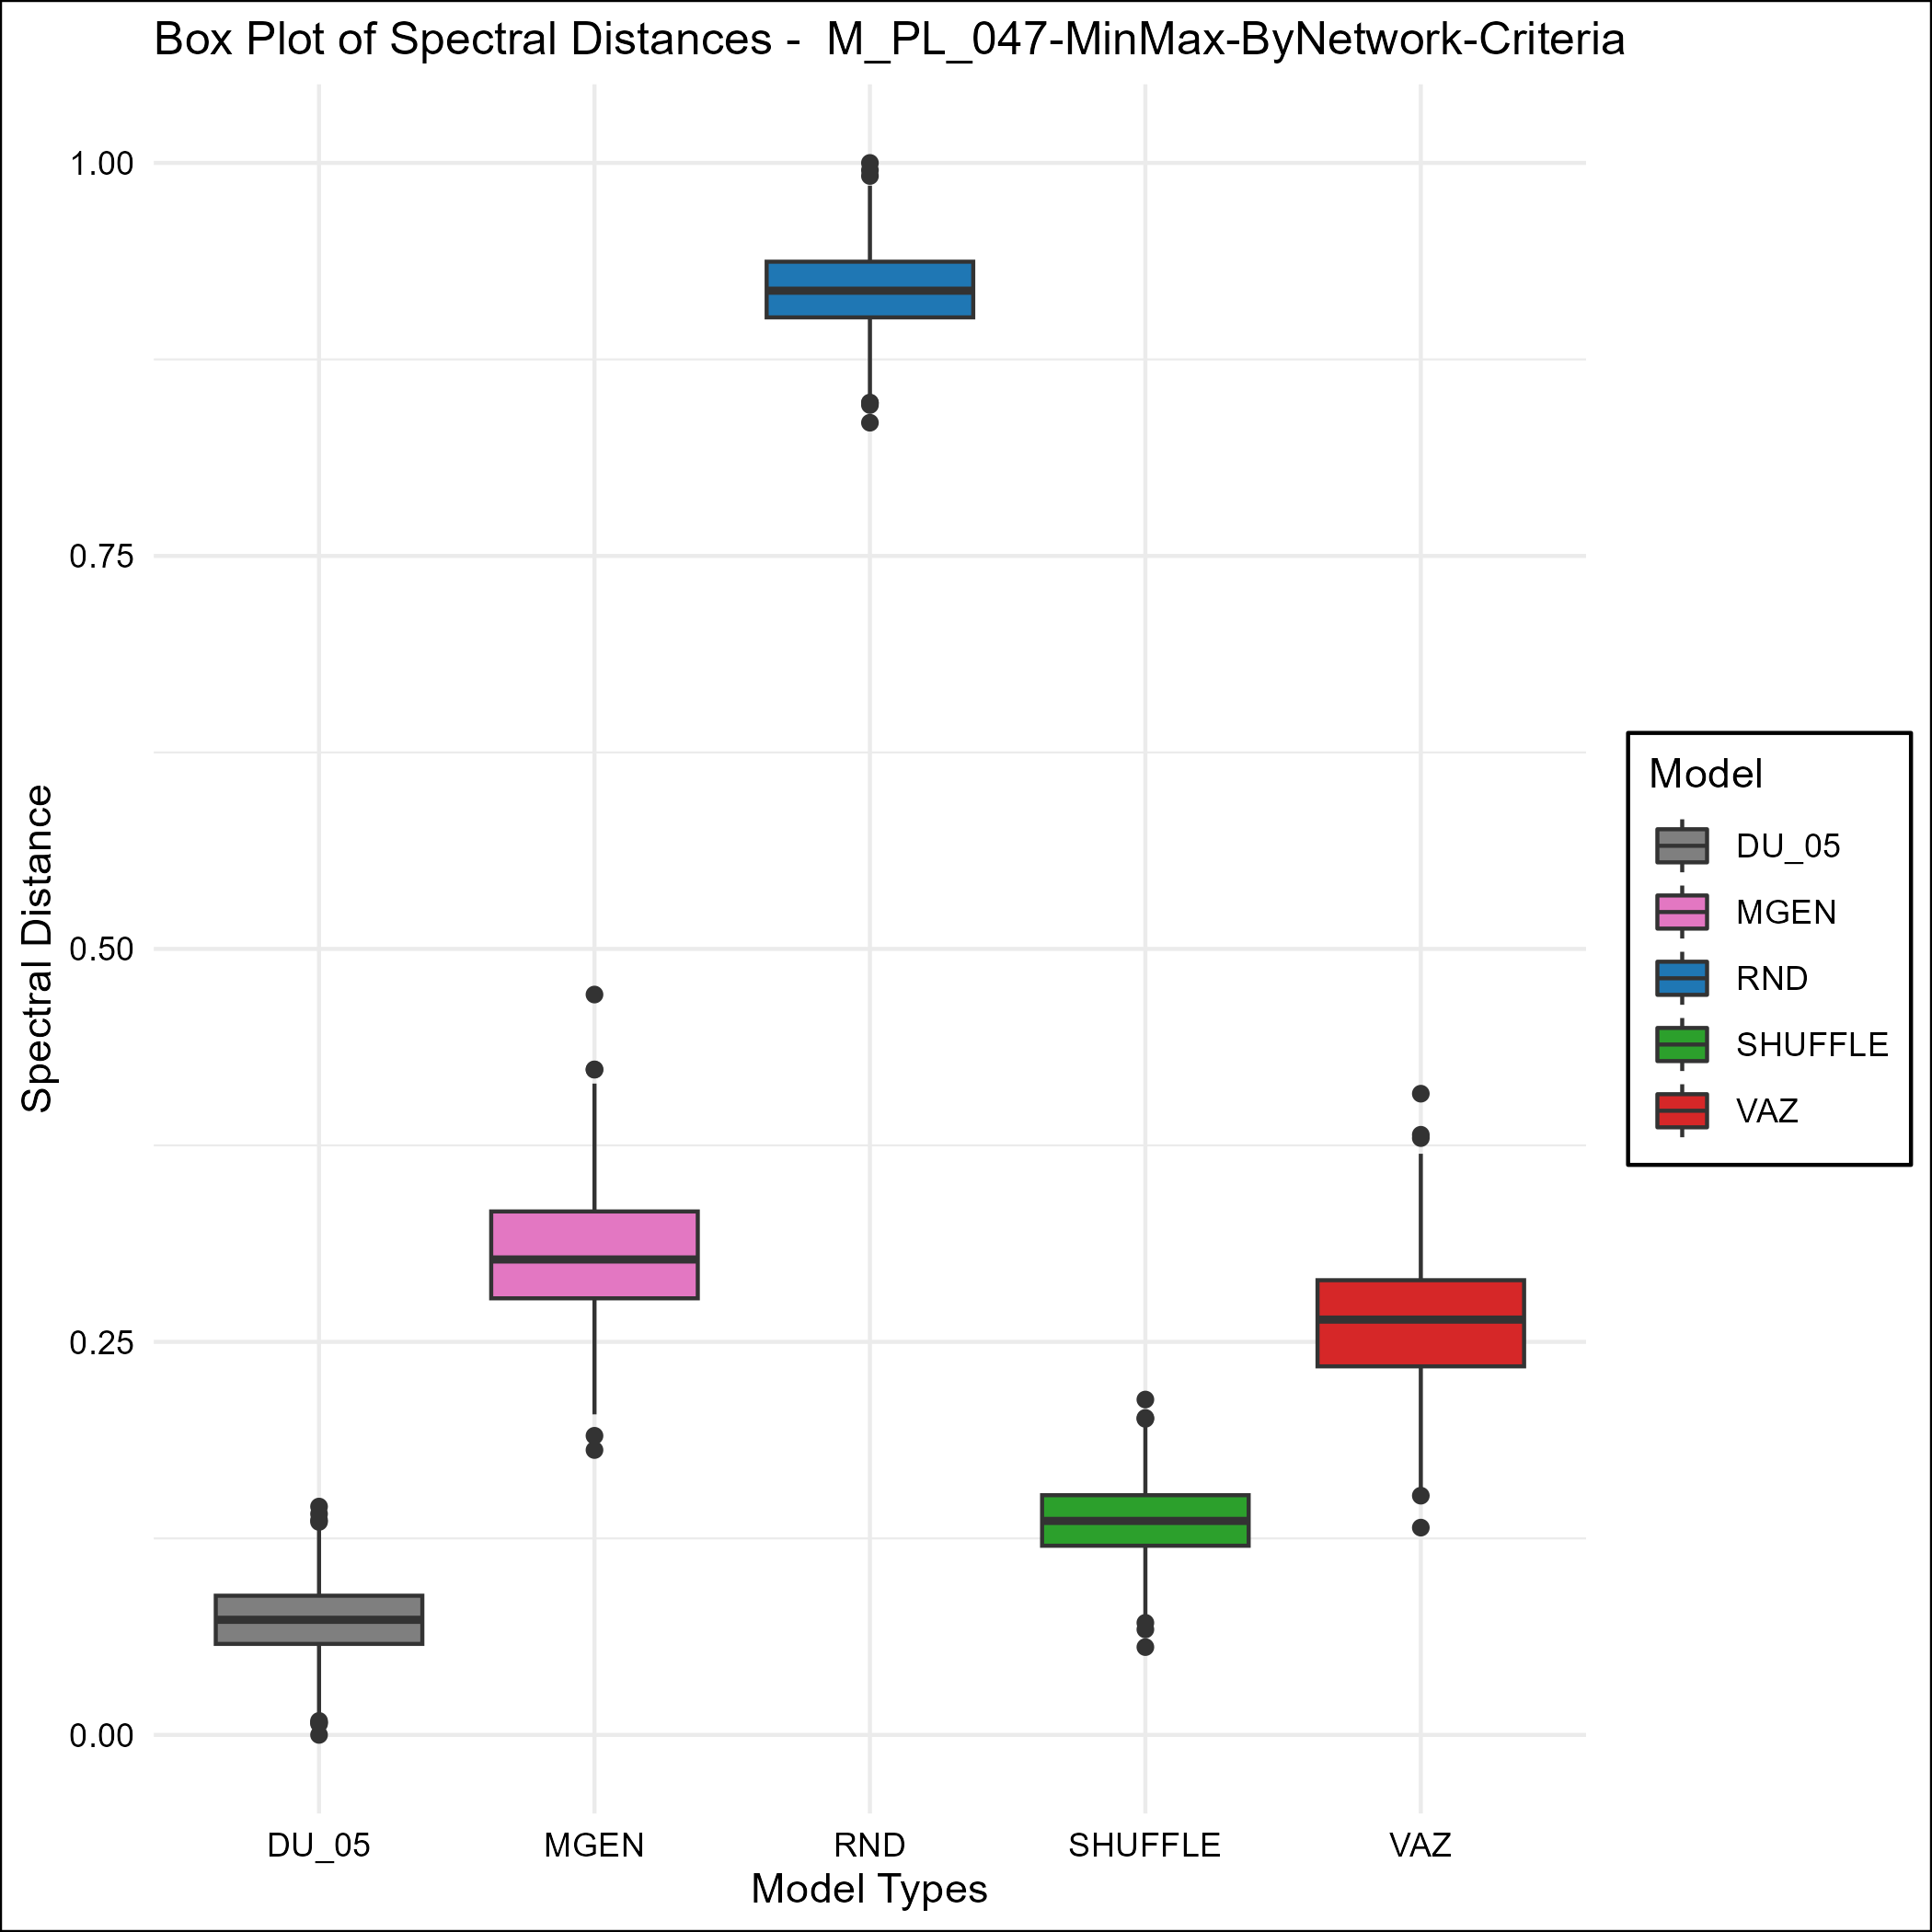 Box Plot of Spectral Distances -  M_PL_047-MinMax-ByNetwork-Criteria
1.00
0.75
0.50
0.25
0.00
Spectral Distance
DU_05
MGEN
RND
SHUFFLE
VAZ
Model Types
Model
DU_05
MGEN
RND
SHUFFLE
VAZ